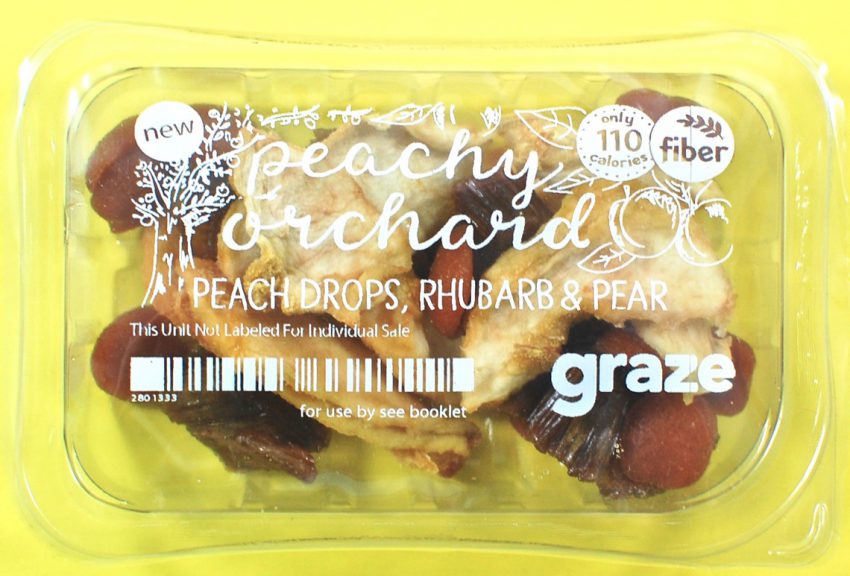 new
peachy
orchard
only
110
calories
fiber
PEACH DROPS, RHUBARB & PEAR
This Unit Not Labeled For Individual Sale
2801333
for use by see booklet
graze